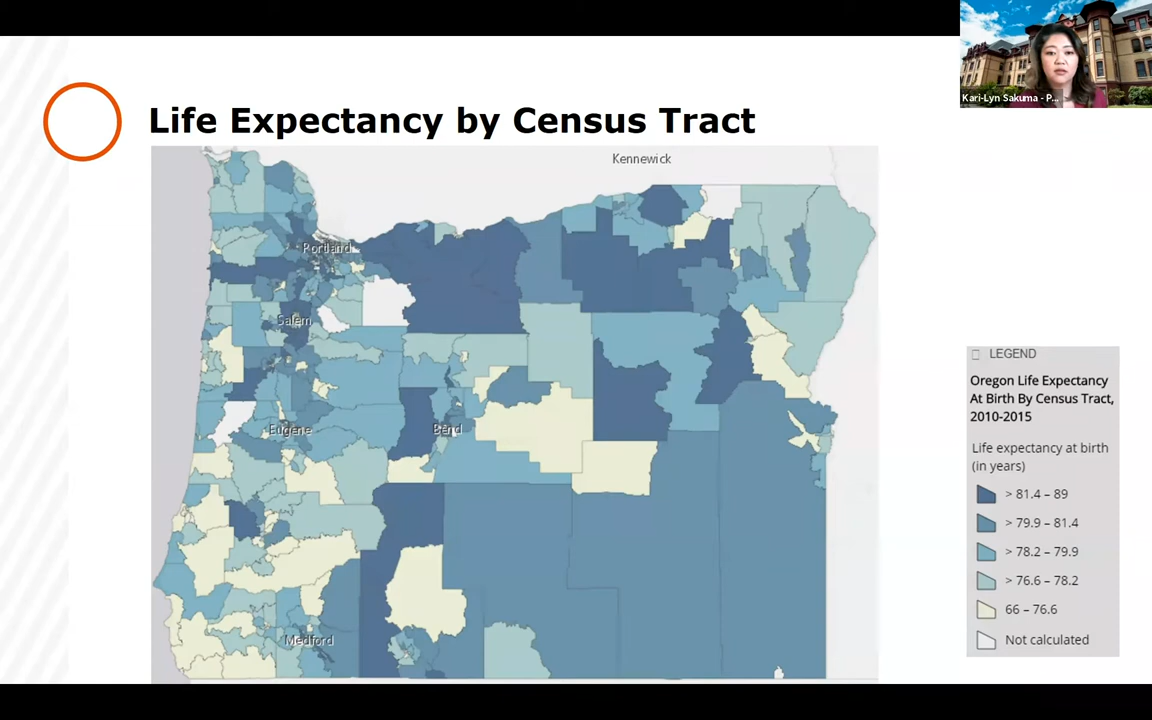 Kari-Lyn Sakuma - P...
Life Expectancy by Census Tract
Kennewick
Portland
Salem
Eugene
Bend
Medford
LEGEND
Oregon Life Expectancy
At Birth By Census Tract,
2010-2015
Life expectancy at birth
(in years)
> 81.4 – 89
> 79.9 – 81.4
> 78.2 – 79.9
> 76.6 – 78.2
66 – 76.6
Not calculated